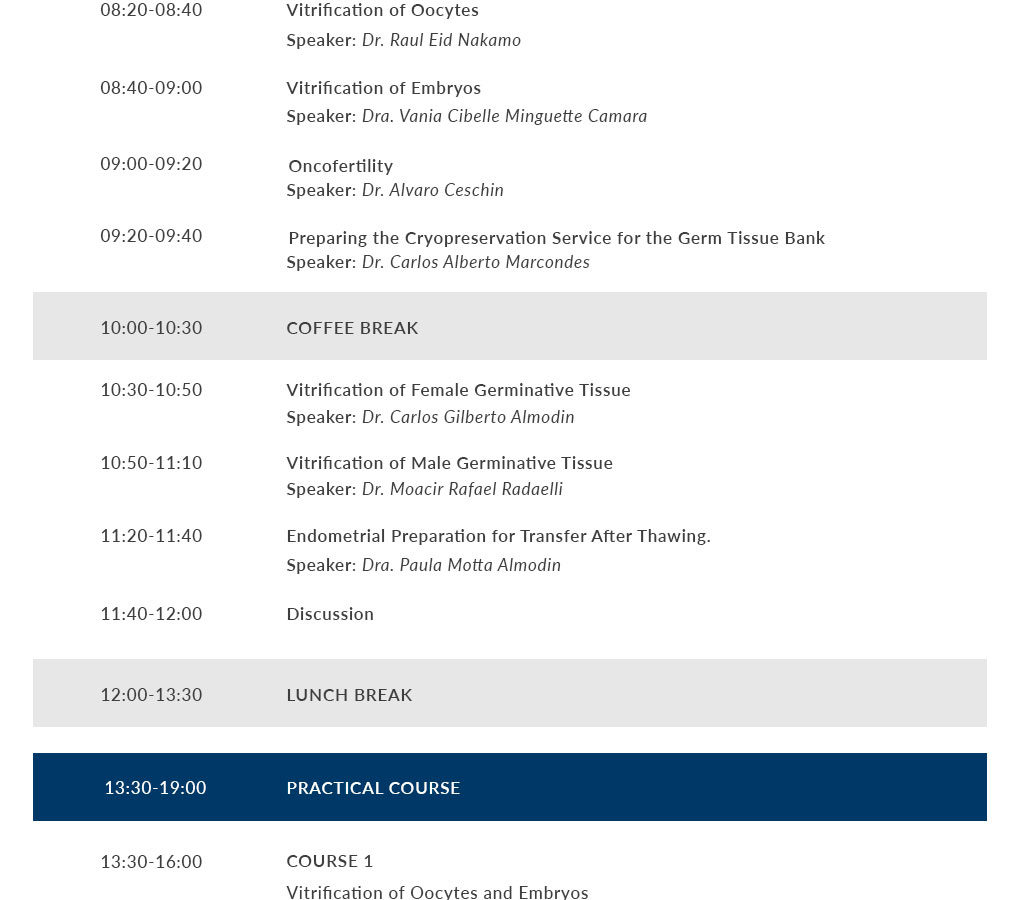 08:20-08:40 Vitrification of Oocytes
Speaker: Dr. Raul Eid Nakamo
08:40-09:00 Vitrification of Embryos
Speaker: Dra. Vania Cibelle Minguette Camara
09:00-09:20 Oncofertility
Speaker: Dr. Alvaro Ceschin
09:20-09:40 Preparing the Cryopreservation Service for the Germ Tissue Bank
Speaker: Dr. Carlos Alberto Marcondes
10:00-10:30 COFFEE BREAK
10:30-10:50 Vitrification of Female Germinative Tissue
Speaker: Dr. Carlos Gilberto Almodin
10:50-11:10 Vitrification of Male Germinative Tissue
Speaker: Dr. Moacir Rafael Radaelli
11:20-11:40 Endometrial Preparation for Transfer After Thawing.
Speaker: Dra. Paula Motta Almodin
11:40-12:00 Discussion
12:00-13:30 LUNCH BREAK
13:30-19:00 PRACTICAL COURSE
13:30-16:00 COURSE 1
Vitrification of Oocytes and Embryos